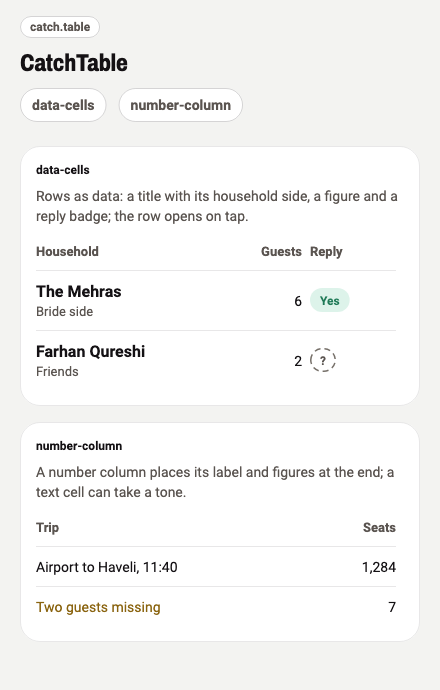 catch.table
CatchTable
data-cells number-column
data-cells
Rows as data: a title with its household side, a figure and a
reply badge; the row opens on tap.
Household Guests Reply
The Mehras
Bride side
6 Yes
Farhan Qureshi
Friends
2 ?
number-column
A number column places its label and figures at the end; a
text cell can take a tone.
Trip Seats
Airport to Haveli, 11:40 1,284
Two guests missing 7